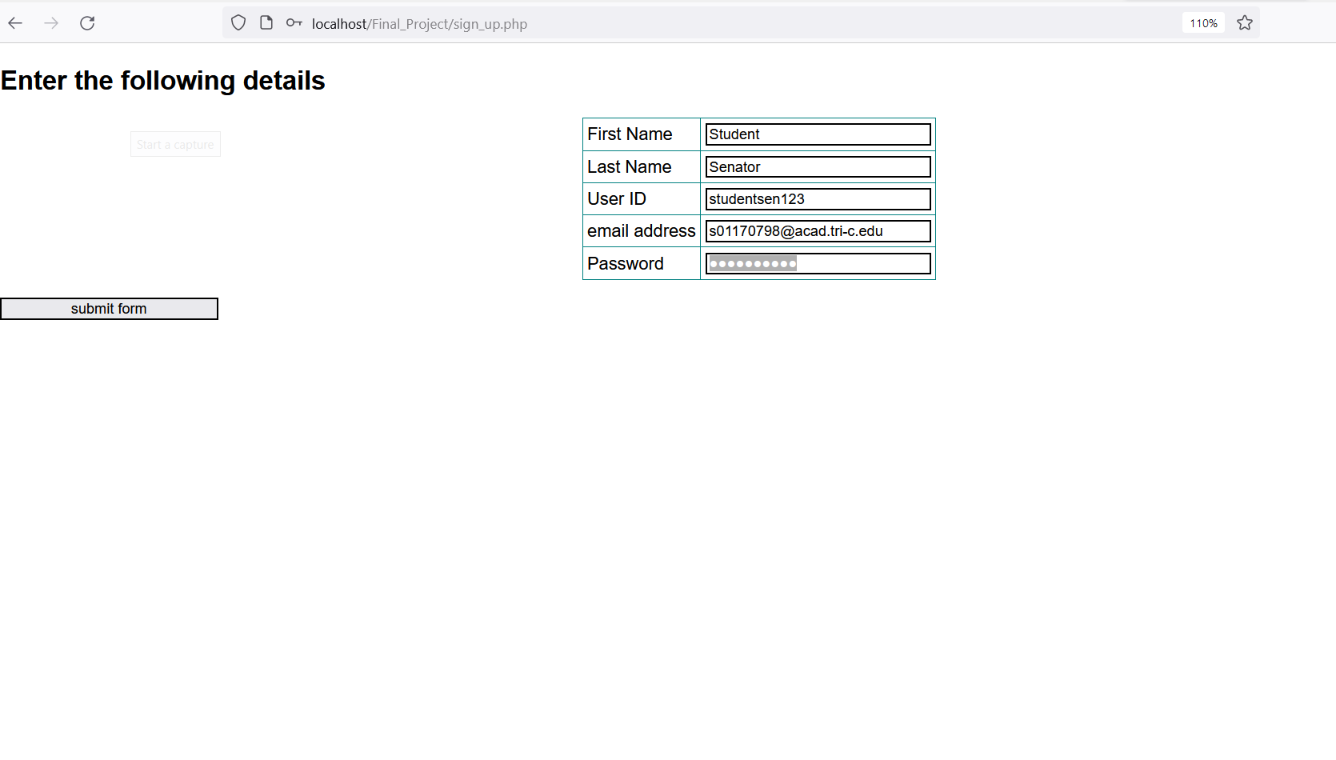 localhost/Final_Project/sign_up.php 110%
Enter the following details
Start a capture
First Name Student
Last Name Senator
User ID studentsen123
email address s01170798@acad.tri-c.edu
Password ●●●●●●●●●●
submit form